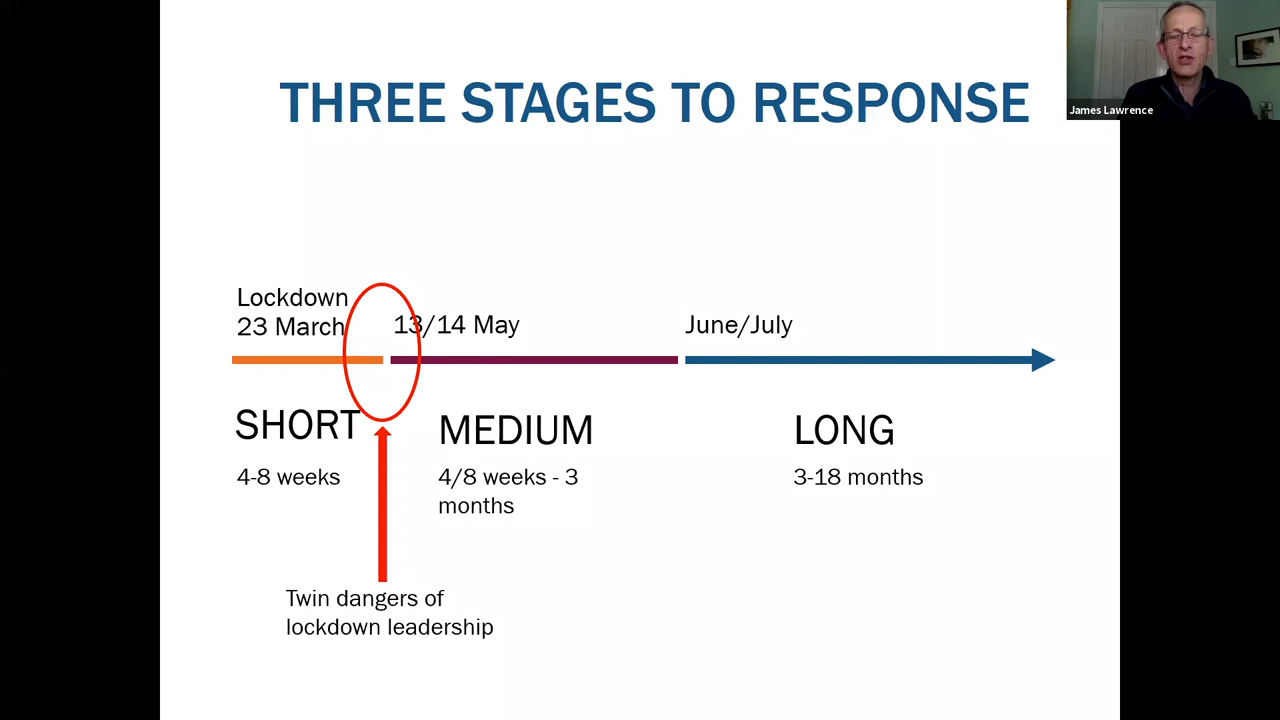 THREE STAGES TO RESPONSE
James Lawrence
Lockdown
23 March
13/14 May
June/July
SHORT
MEDIUM
LONG
4-8 weeks
4/8 weeks - 3
months
3-18 months
Twin dangers of
lockdown leadership